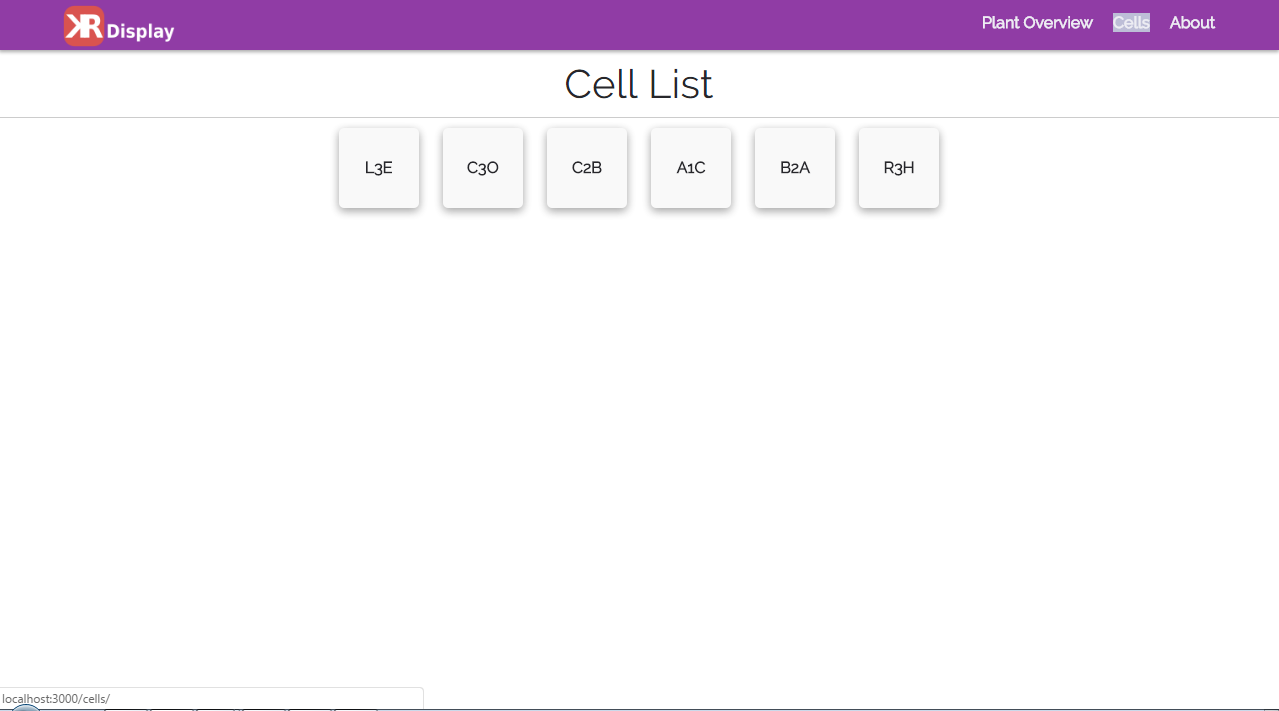 KR Display
Plant Overview Cells About
Cell List
L3E C3O C2B A1C B2A R3H
localhost:3000/cells/